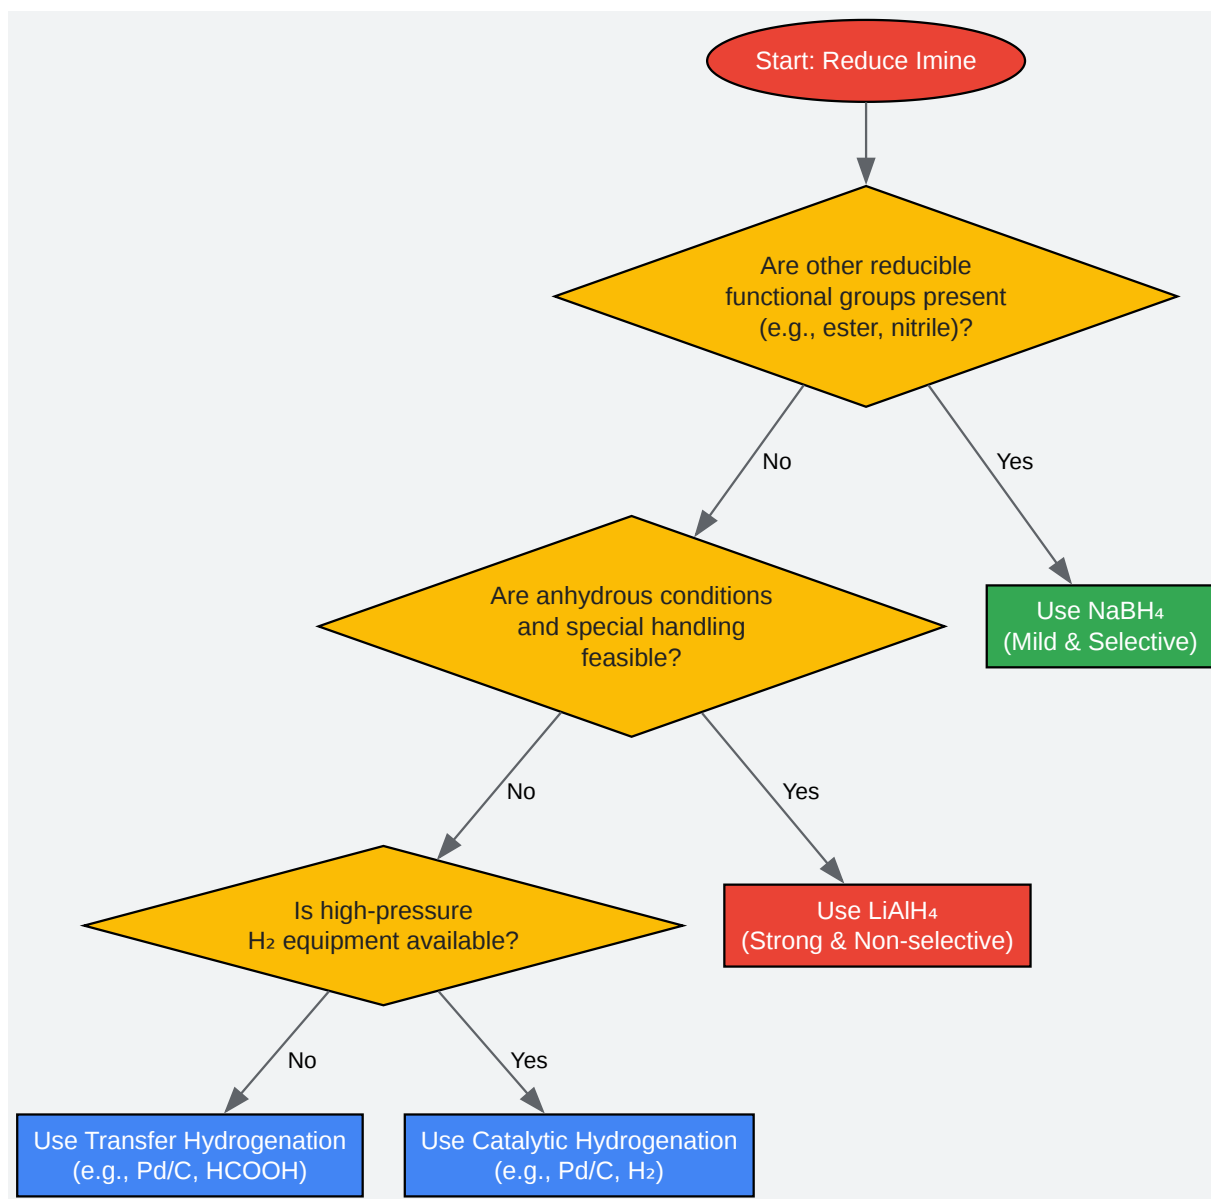 Start: Reduce Imine
Are other reducible
functional groups present
(e.g., ester, nitrile)?
No
Yes
Are anhydrous conditions
and special handling
feasible?
Use NaBH₄
(Mild & Selective)
No
Yes
Is high-pressure
H₂ equipment available?
Use LiAlH₄
(Strong & Non-selective)
No
Yes
Use Transfer Hydrogenation
(e.g., Pd/C, HCOOH)
Use Catalytic Hydrogenation
(e.g., Pd/C, H₂)